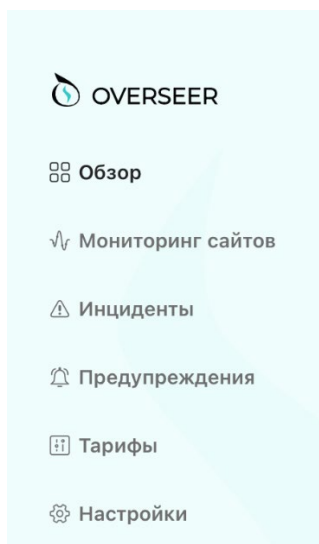 OVERSEER
Обзор
Мониторинг сайтов
Инциденты
Предупреждения
Тарифы
Настройки